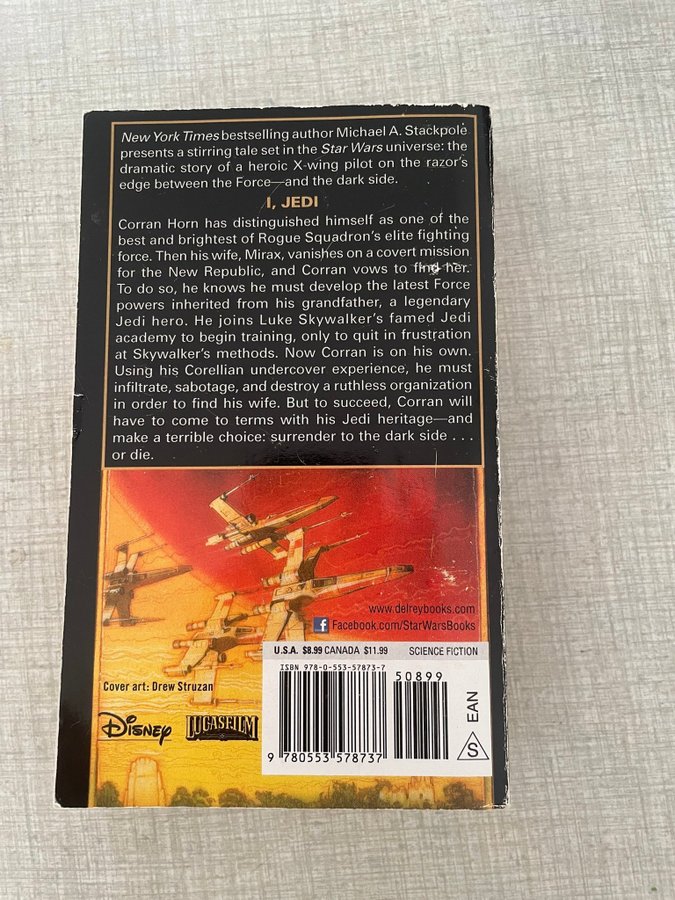 New York Times bestselling author Michael A. Stackpole
presents a stirring tale set in the Star Wars universe: the
dramatic story of a heroic X-wing pilot on the razor's
edge between the Force—and the dark side.
I, JEDI
Corran Horn has distinguished himself as one of the
best and brightest of Rogue Squadron's elite fighting
force. Then his wife, Mirax, vanishes on a covert mission
for the New Republic, and Corran vows to find her.
To do so, he knows he must develop the latest Force
powers inherited from his grandfather, a legendary
Jedi hero. He joins Luke Skywalker's famed Jedi
academy to begin training, only to quit in frustration
at Skywalker's methods. Now Corran is on his own.
Using his Corellian undercover experience, he must
infiltrate, sabotage, and destroy a ruthless organization
in order to find his wife. But to succeed, Corran will
have to come to terms with his Jedi heritage—and
make a terrible choice: surrender to the dark side . . .
or die.
www.delreybooks.com
f Facebook.com/StarWarsBooks
U.S.A. $8.99 CANADA $11.99 SCIENCE FICTION
ISBN 978-0-553-57873-7
50899
Cover art: Drew Struzan
Disney LUCASFILM
9 780553 578737
S EAN